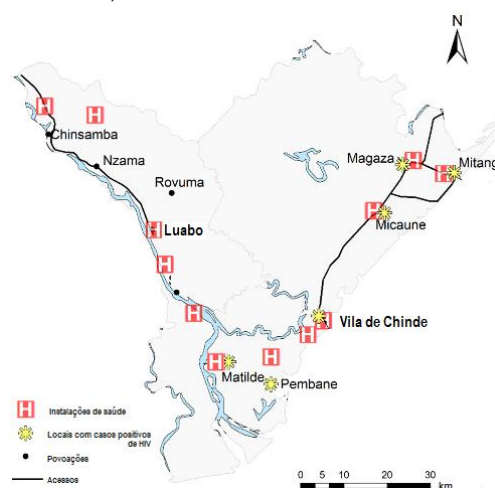 N
Chinsamba
Nzama
Rovuma
Luabo
Magaza
Mitang
Micaune
Vila de Chinde
Matilde
Pembane
H Instalações de saúde
Locais com casos positivos
de HIV
Povoações
Acessos
0 5 10 20 30
km